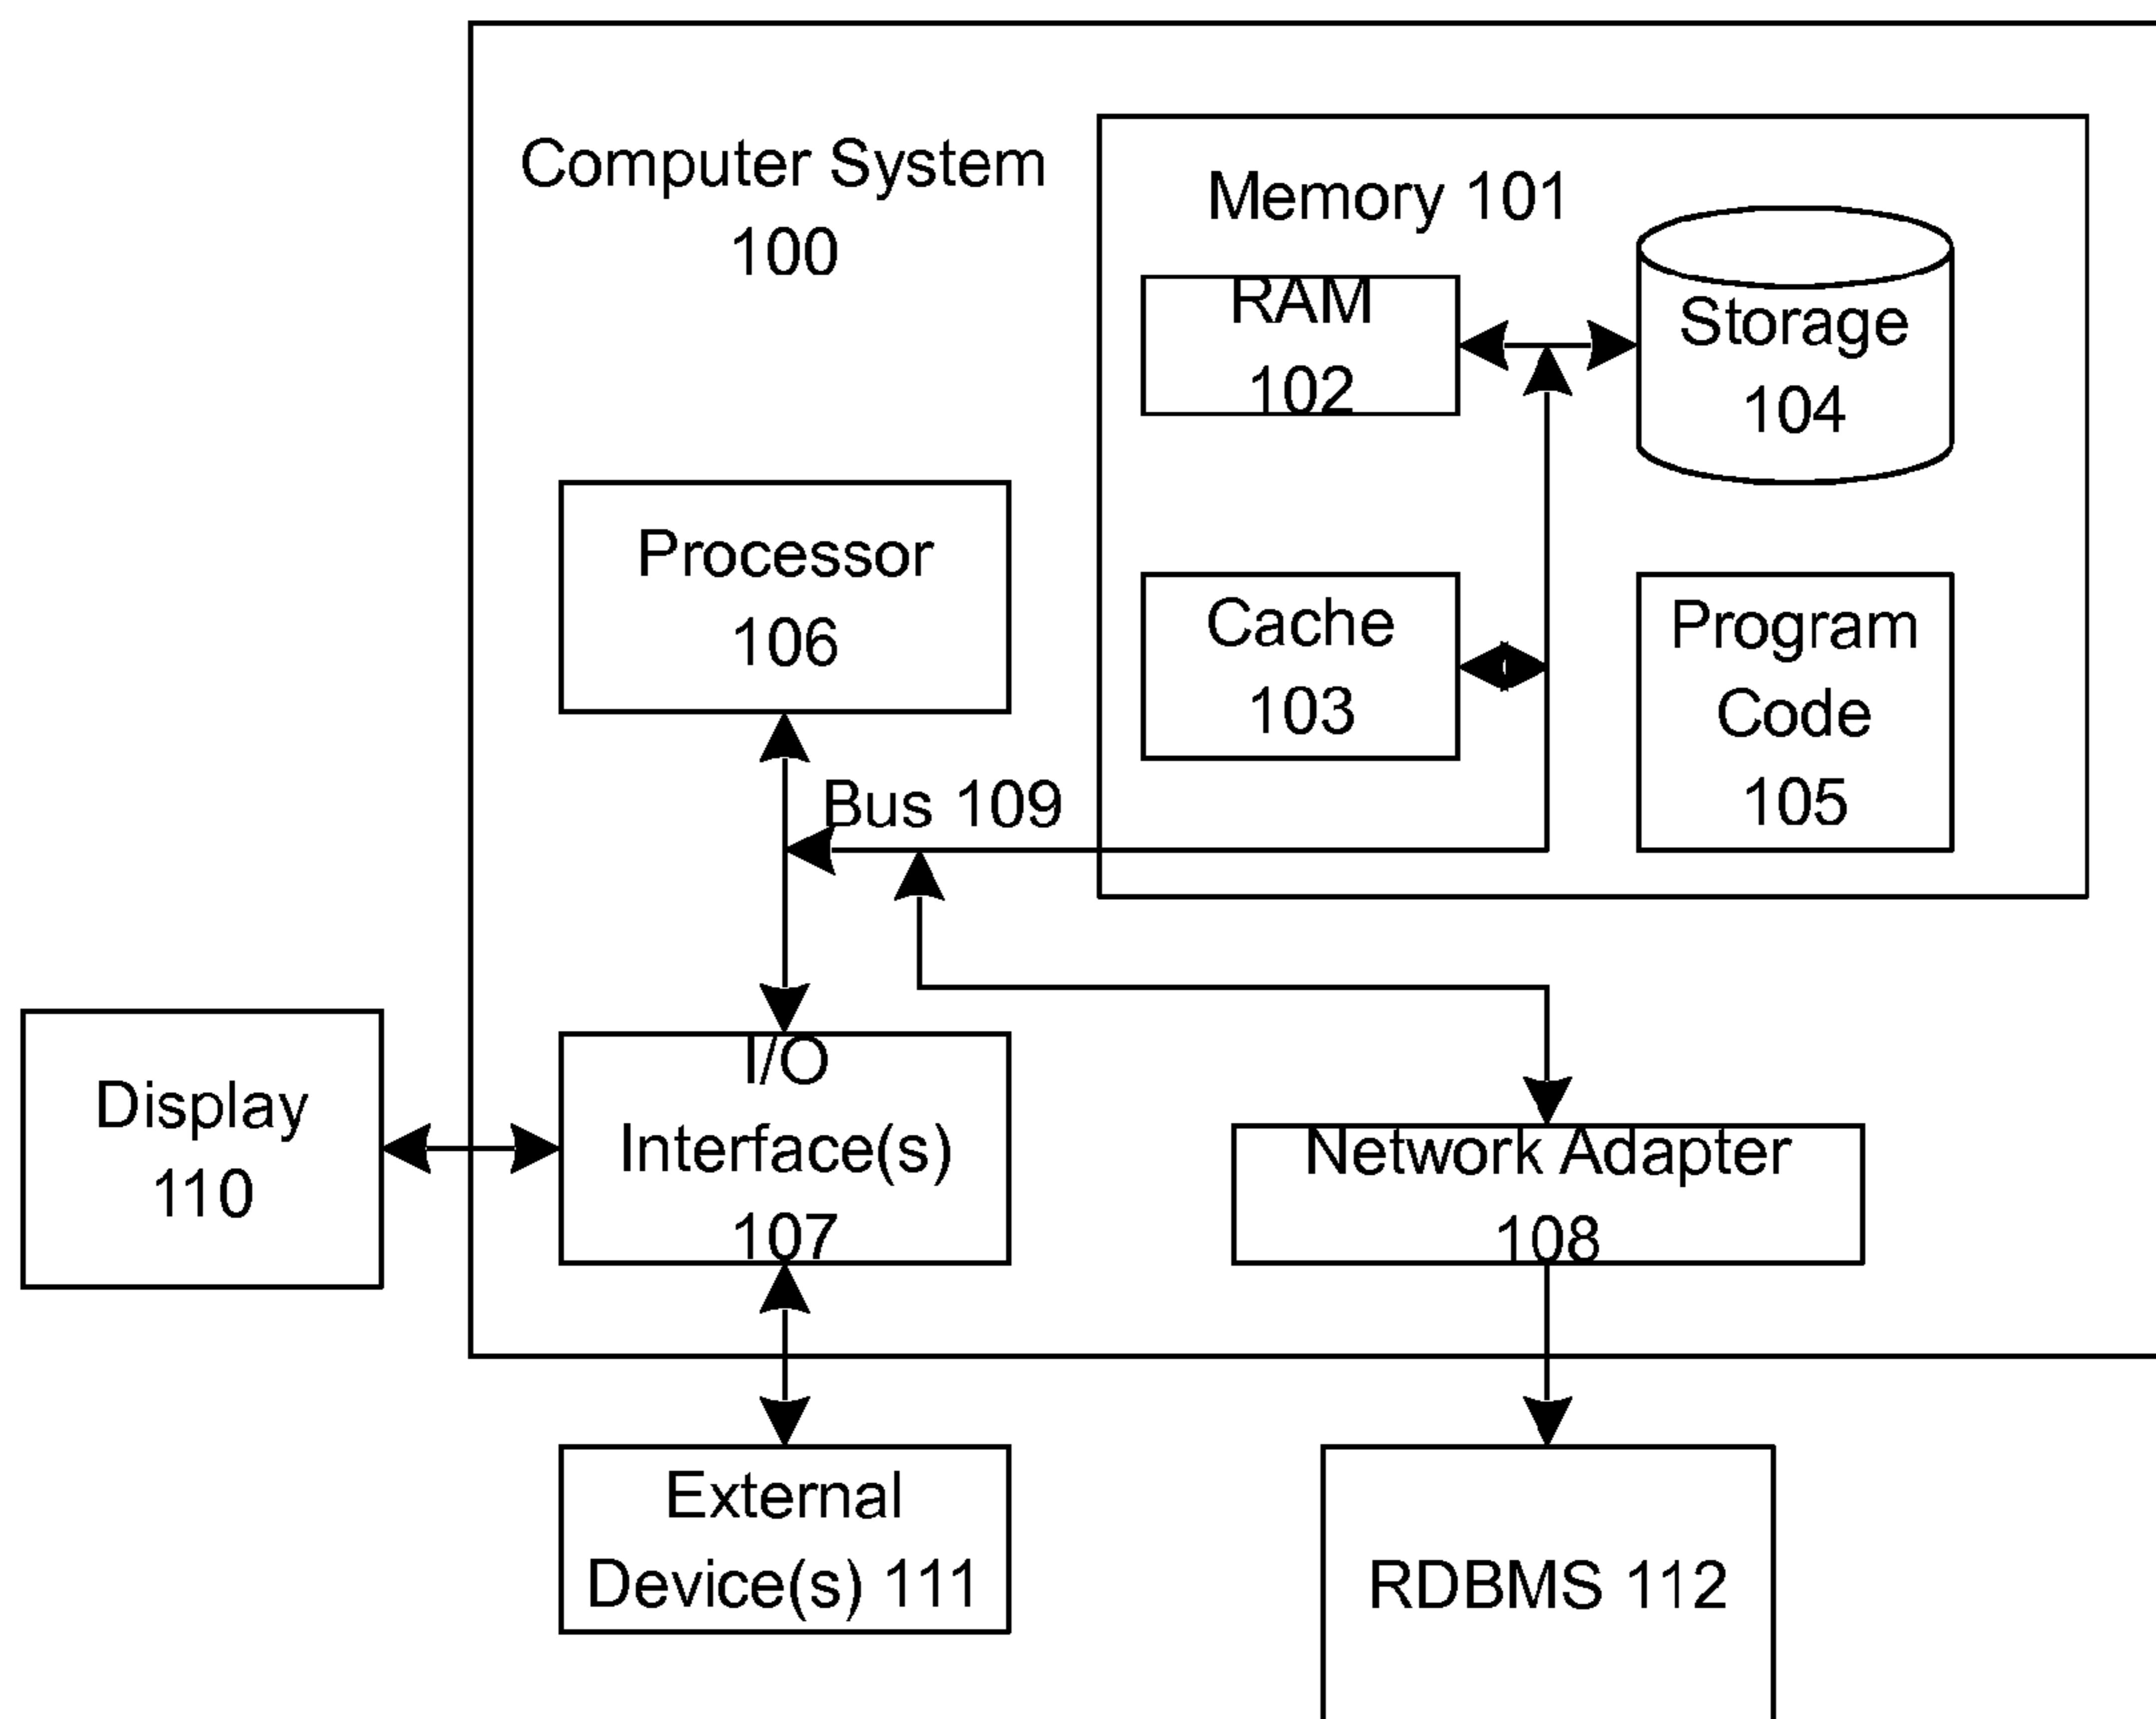 Computer System
100
Memory 101
RAM
102
Storage
104
Processor
106
Cache
103
Program
Code
105
Bus 109
Display
110
I/O
Interface(s)
107
Network Adapter
108
External
Device(s) 111
RDBMS 112